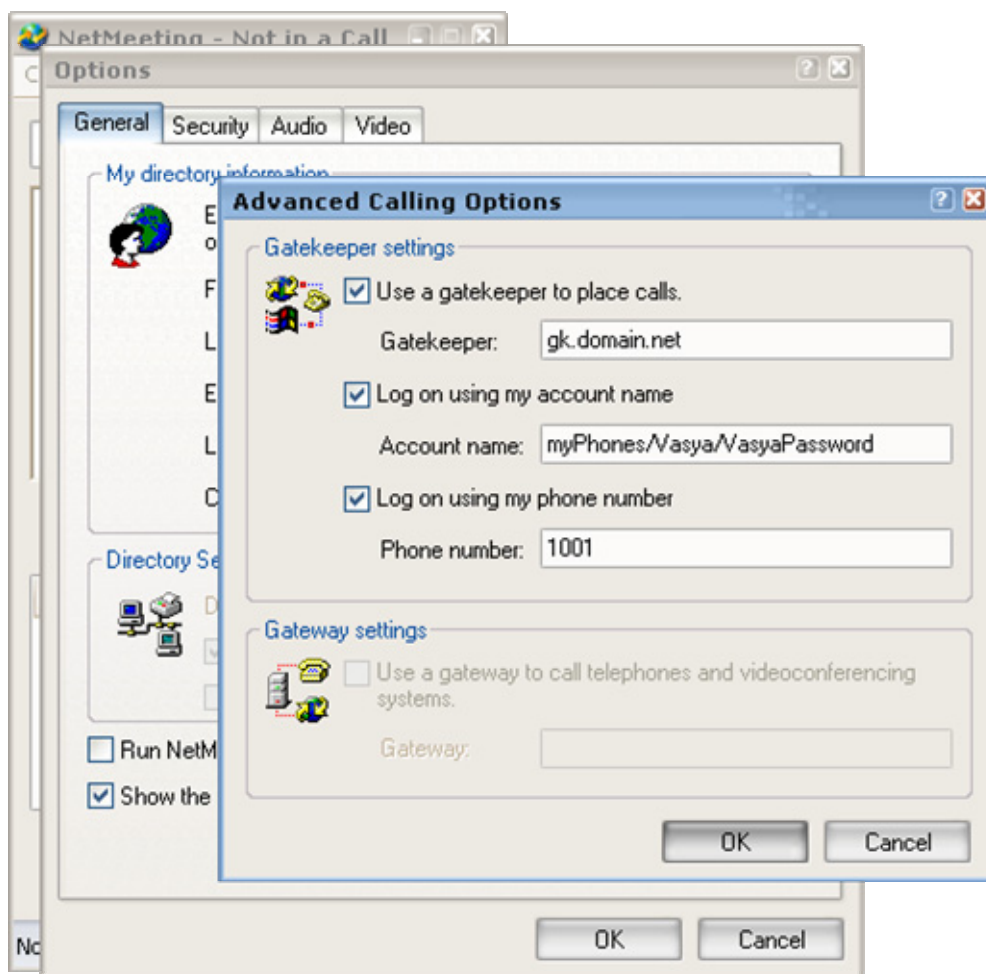 NetMeeting - Not in a Call
Options
General
Security
Audio
Video
My directory information
Advanced Calling Options
Gatekeeper settings
Use a gatekeeper to place calls.
Gatekeeper: gk.domain.net
Log on using my account name
Account name: myPhones/Vasya/VasyaPassword
Log on using my phone number
Phone number: 1001
Directory Se
Gateway settings
Use a gateway to call telephones and videoconferencing
systems.
Gateway:
Run NetM
Show the
OK
Cancel
OK
Cancel